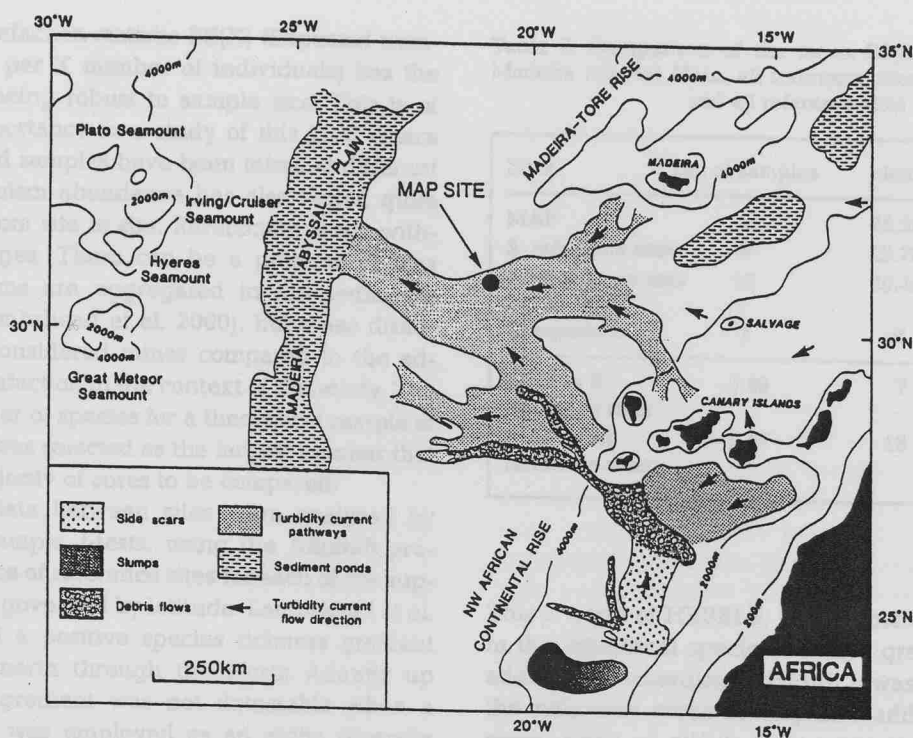 30°W
25°W
20°W
15°W
35°N
4000m
Plato Seamount
2000m
Irving/Cruiser
Seamount
Hyeres
Seamount
30°N
2000m
4000m
Great Meteor
Seamount
MADEIRA ABYSSAL PLAIN
MAP SITE
MADEIRA-TORE RISE
4000m
4000m
MADEIRA
SALVAGE
30°N
CANARY ISLANDS
NW AFRICAN
CONTINENTAL RISE
4000m
3000m
2000m
25°N
AFRICA
Side scars
Slumps
Debris flows
Turbidity current
pathways
Sediment ponds
Turbidity current
flow direction
250km
20°W
15°W